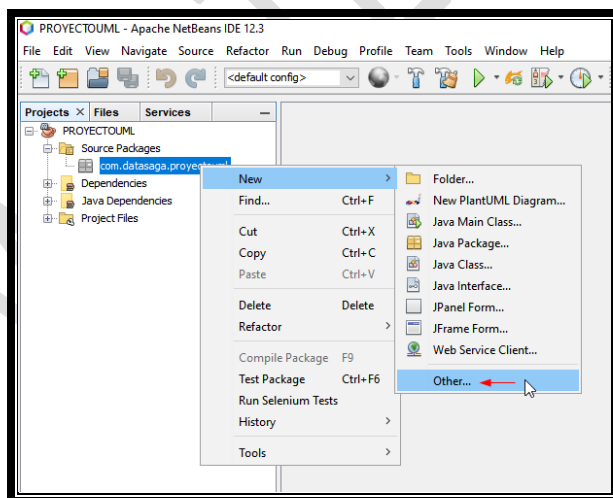 PROYECTOUML - Apache NetBeans IDE 12.3
File Edit View Navigate Source Refactor Run Debug Profile Team Tools Window Help
<default config>
Projects × Files Services
PROYECTOUML
Source Packages
com.datasaga.proyectouml
Dependencies
Java Dependencies
Project Files
New
Find... Ctrl+F
Cut Ctrl+X
Copy Ctrl+C
Paste Ctrl+V
Delete Delete
Refactor
Compile Package F9
Test Package Ctrl+F6
Run Selenium Tests
History
Tools
Folder...
New PlantUML Diagram...
Java Main Class...
Java Package...
Java Class...
Java Interface...
JPanel Form...
JFrame Form...
Web Service Client...
Other...